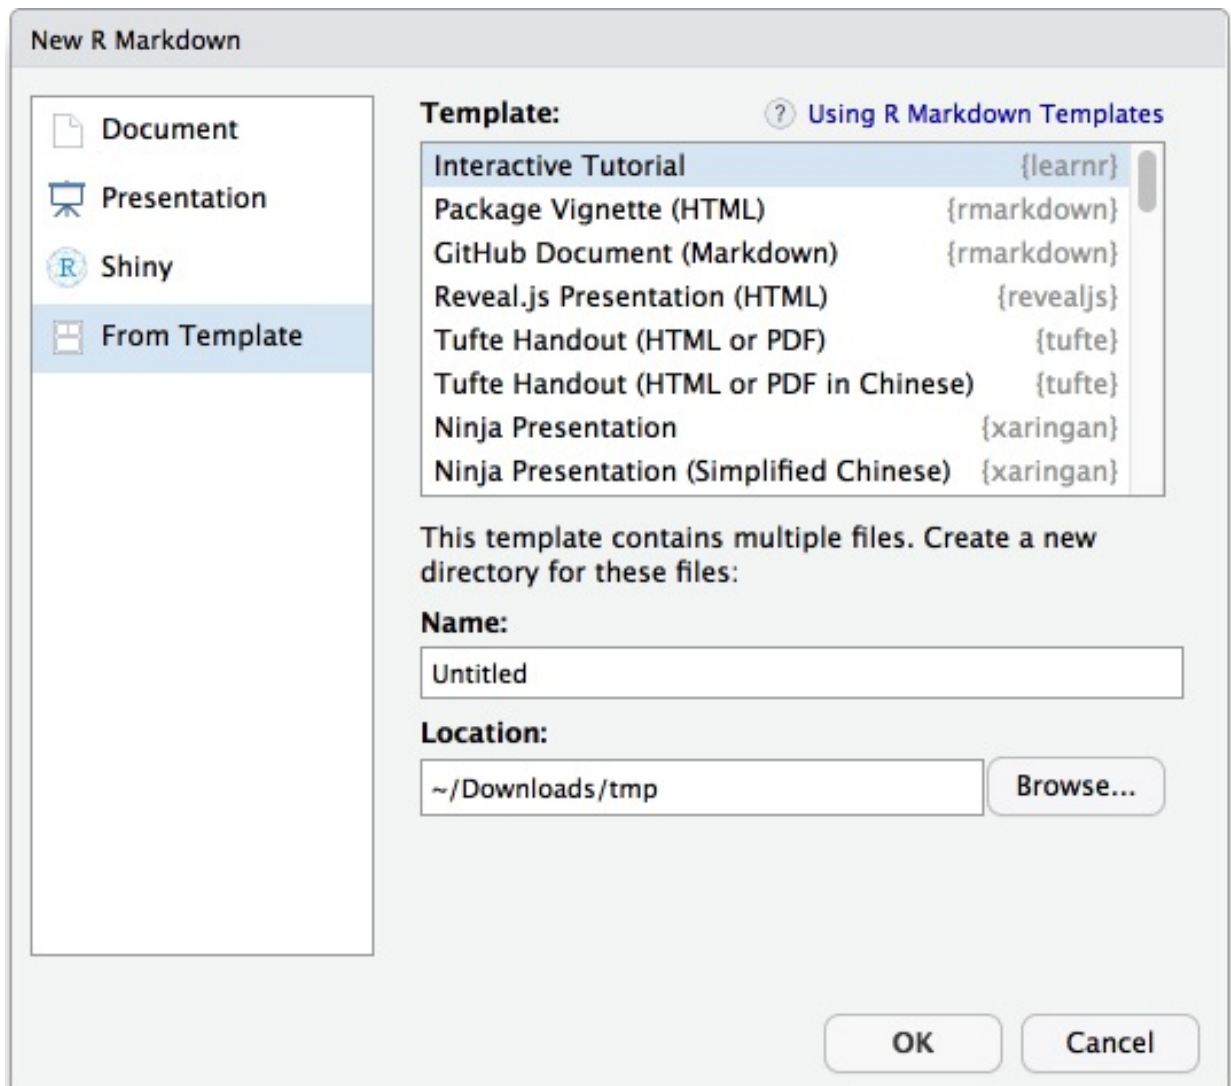 New R Markdown
Document
Presentation
R Shiny
From Template
Template:
? Using R Markdown Templates
Interactive Tutorial {learnr}
Package Vignette (HTML) {rmarkdown}
GitHub Document (Markdown) {rmarkdown}
Reveal.js Presentation (HTML) {revealjs}
Tufte Handout (HTML or PDF) {tufte}
Tufte Handout (HTML or PDF in Chinese) {tufte}
Ninja Presentation {xaringan}
Ninja Presentation (Simplified Chinese) {xaringan}
This template contains multiple files. Create a new
directory for these files:
Name:
Untitled
Location:
~/Downloads/tmp Browse...
OK Cancel